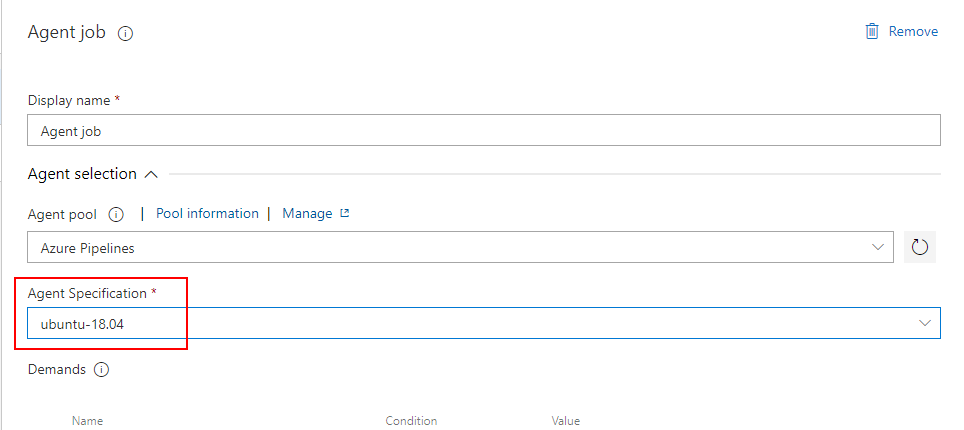 Agent job
Remove
Display name *
Agent job
Agent selection
Agent pool | Pool information | Manage
Azure Pipelines
Agent Specification *
ubuntu-18.04
Demands
Name Condition Value